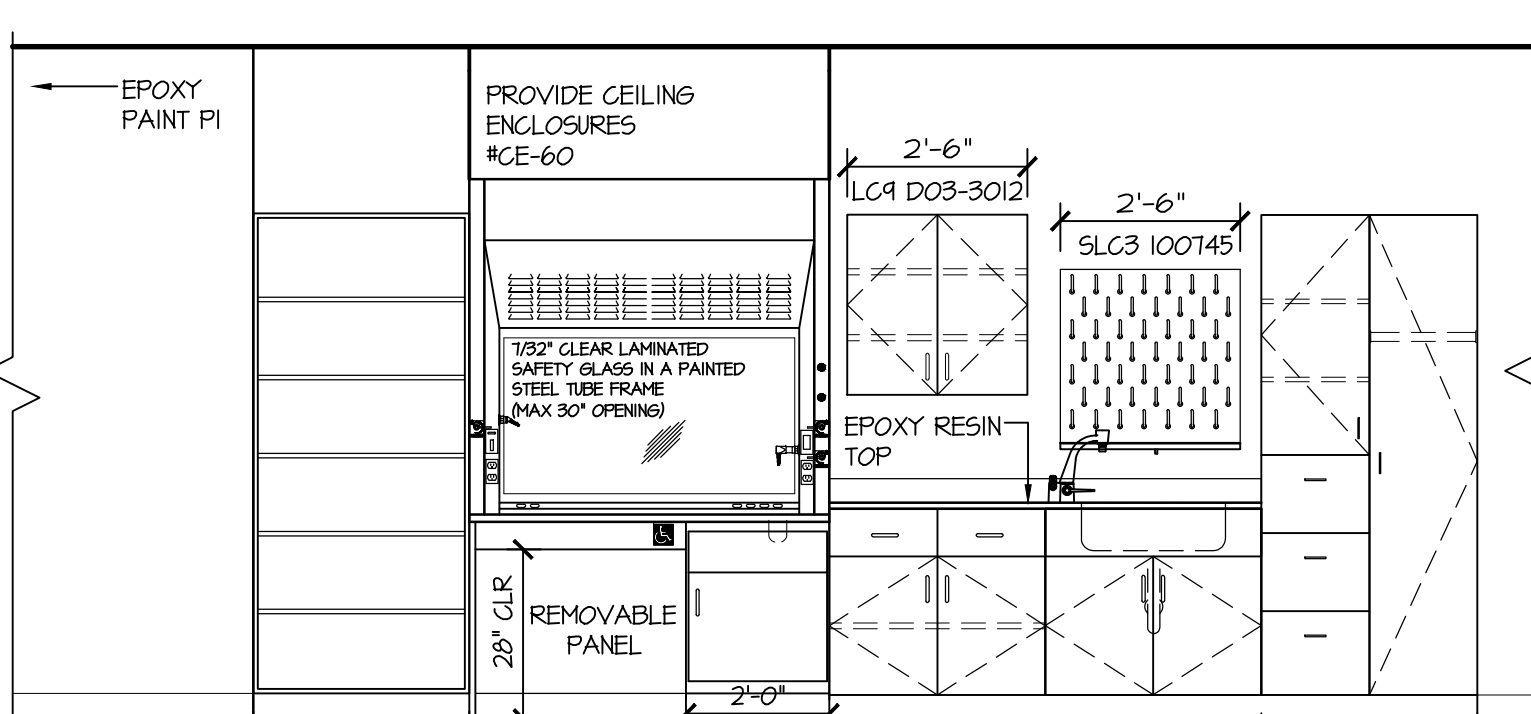 EPOXY
PAINT P1
PROVIDE CEILING
ENCLOSURES
#CE-60
2'-6"
LC9 D03-3012
2'-6"
SLC3 100745
7/32" CLEAR LAMINATED
SAFETY GLASS IN A PAINTED
STEEL TUBE FRAME
(MAX 30" OPENING)
EPOXY RESIN
TOP
28" CLR
REMOVABLE
PANEL
2'-0"